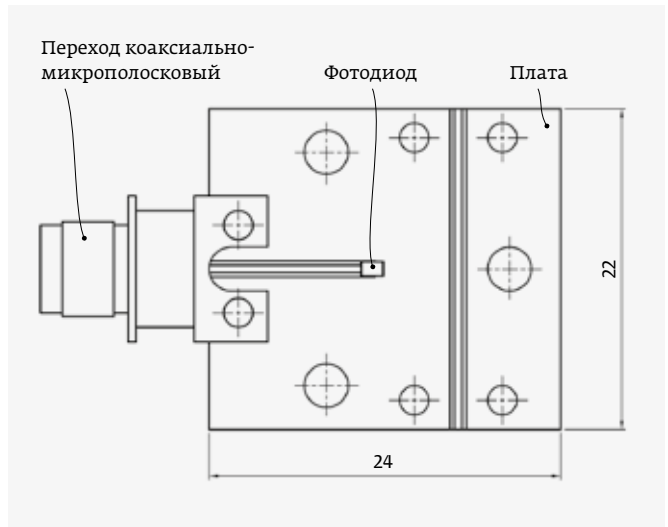 Переход коаксиально-
микрополосковый
Фотодиод
Плата
22
24